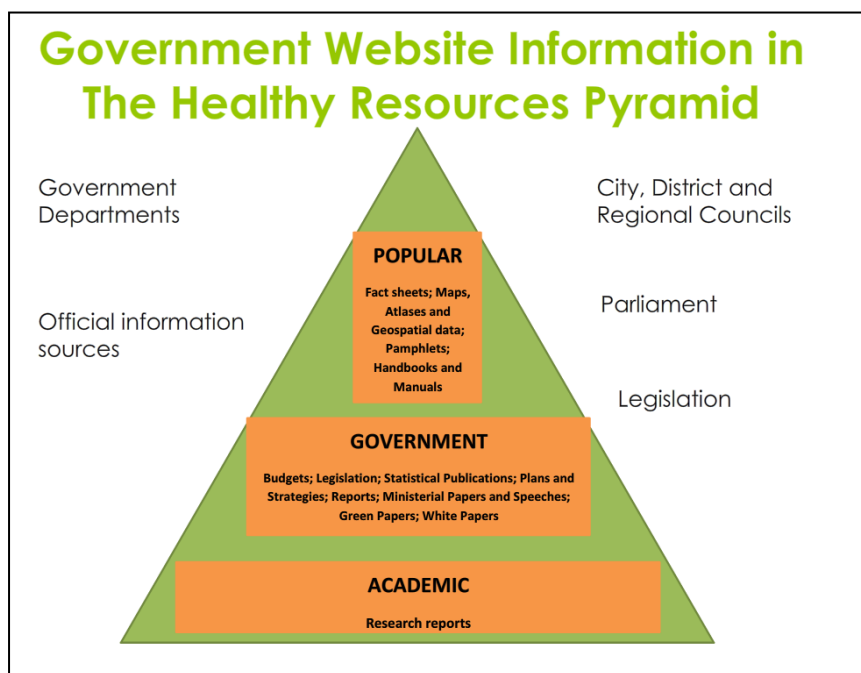 Government Website Information in
The Healthy Resources Pyramid
Government
Departments
City, District and
Regional Councils
POPULAR
Fact sheets; Maps,
Atlases and
Geospatial data;
Pamphlets;
Handbooks and
Manuals
Official information
sources
Parliament
Legislation
GOVERNMENT
Budgets; Legislation; Statistical Publications; Plans and
Strategies; Reports; Ministerial Papers and Speeches;
Green Papers; White Papers
ACADEMIC
Research reports